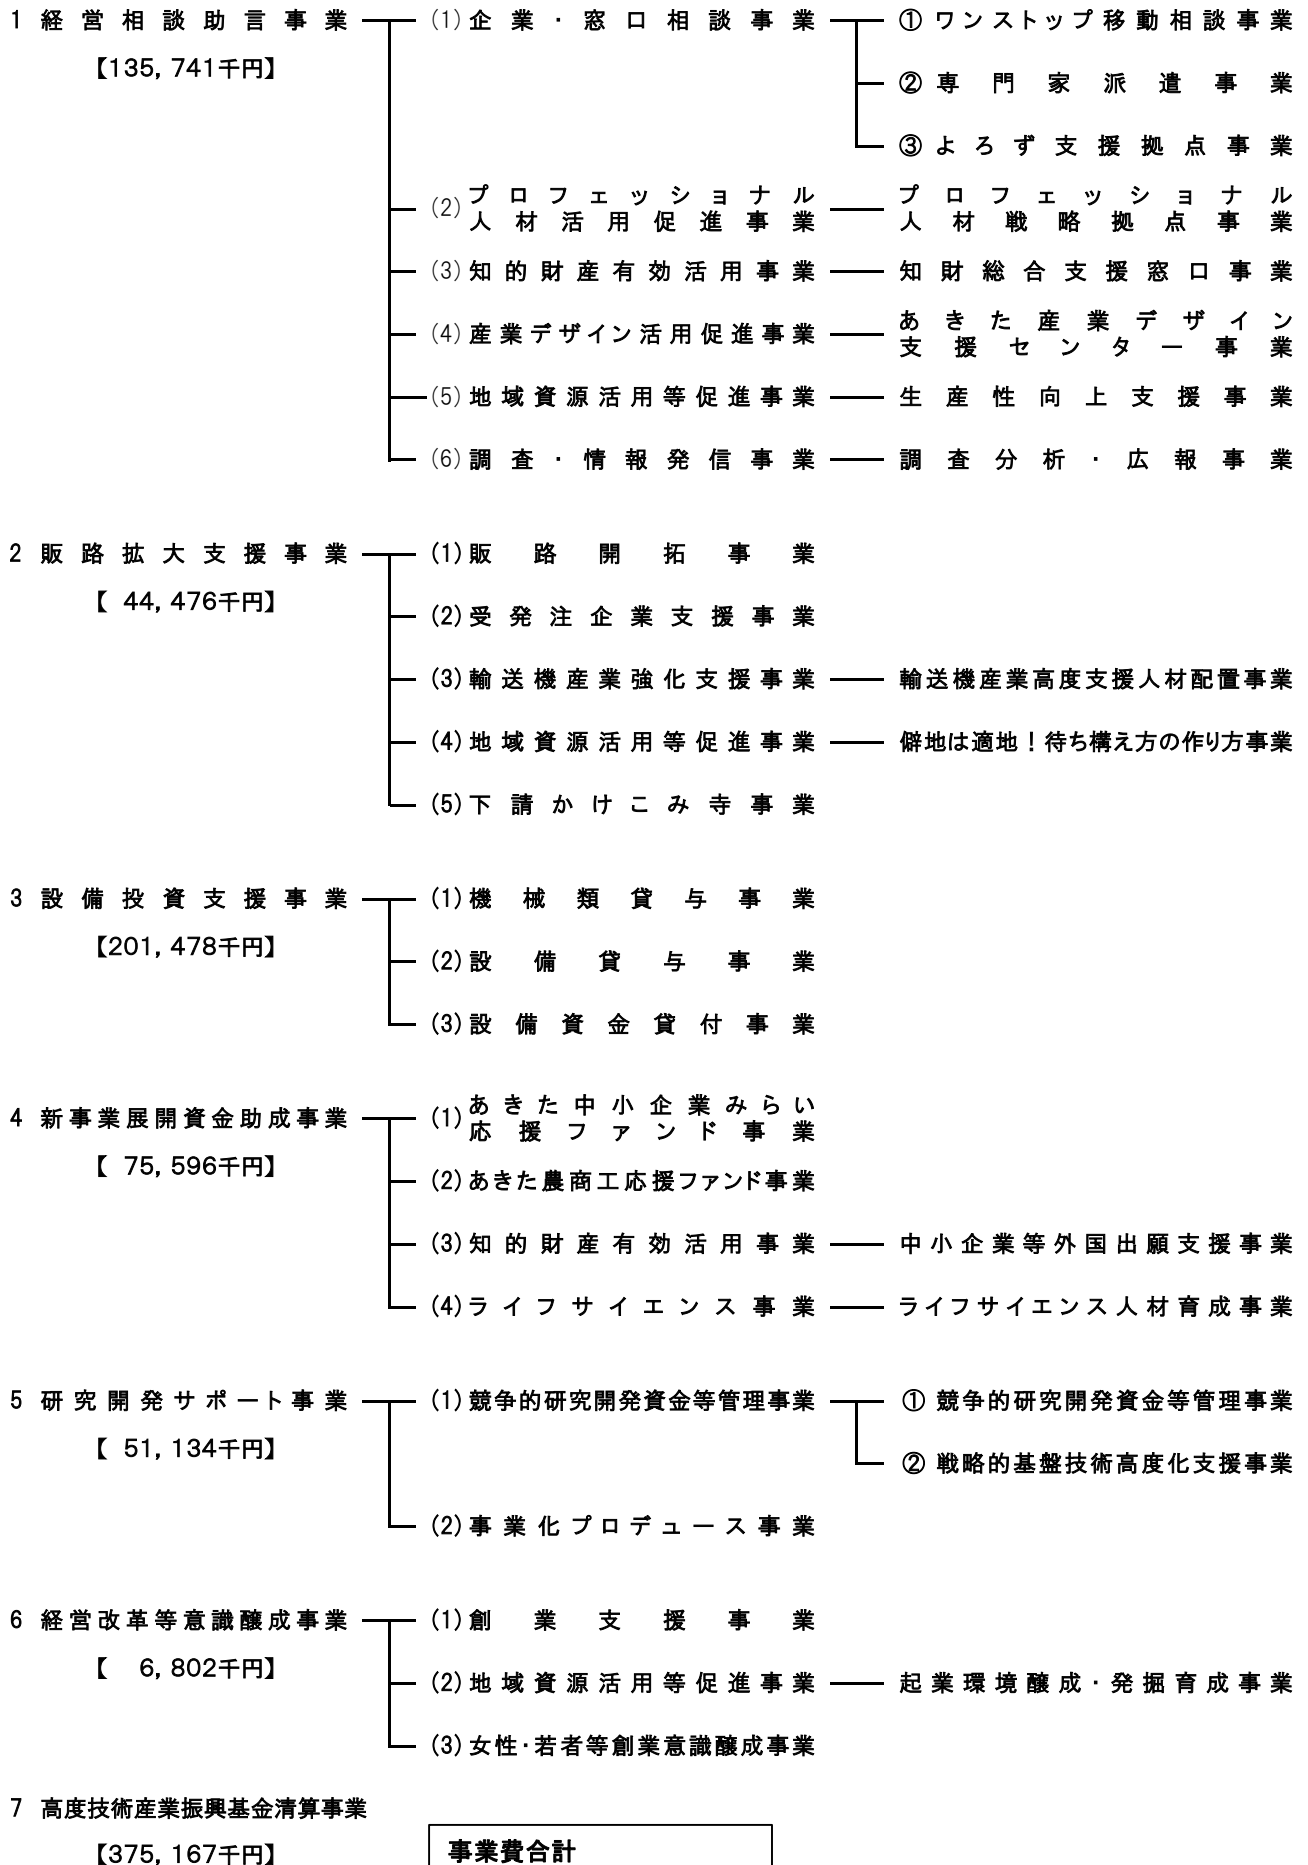 1 経営相談助言事業 (1)企業・窓口相談事業 ①ワンストップ移動相談事業
【135,741千円】
②専門家派遣事業
③よろず支援拠点事業
(2)プロフェッショナル プロフェッショナル
人材活用促進事業 人材戦略拠点事業
(3)知的財産有効活用事業 知財総合支援窓口事業
(4)産業デザイン活用促進事業 あきた産業デザイン
支援センター事業
(5)地域資源活用等促進事業 生産性向上支援事業
(6)調査・情報発信事業 調査分析・広報事業
2 販路拡大支援事業 (1)販路開拓事業
【 44,476千円】
(2)受発注企業支援事業
(3)輸送機産業強化支援事業 輸送機産業高度支援人材配置事業
(4)地域資源活用等促進事業 僻地は適地!待ち構え方の作り方事業
(5)下請かけこみ寺事業
3 設備投資支援事業 (1)機械類貸与事業
【201,478千円】
(2)設備貸与事業
(3)設備資金貸付事業
4 新事業展開資金助成事業 (1)あきた中小企業みらい
応援ファンド事業
【 75,596千円】
(2)あきた農商工応援ファンド事業
(3)知的財産有効活用事業 中小企業等外国出願支援事業
(4)ライフサイエンス事業 ライフサイエンス人材育成事業
5 研究開発サポート事業 (1)競争的研究開発資金等管理事業 ① 競争的研究開発資金等管理事業
【 51,134千円】
② 戦略的基盤技術高度化支援事業
(2)事業化プロデュース事業
6 経営改革等意識醸成事業 (1)創業支援事業
【 6,802千円】
(2)地域資源活用等促進事業 起業環境醸成・発掘育成事業
(3)女性・若者等創業意識醸成事業
7 高度技術産業振興基金清算事業
【375,167千円】
事業費合計